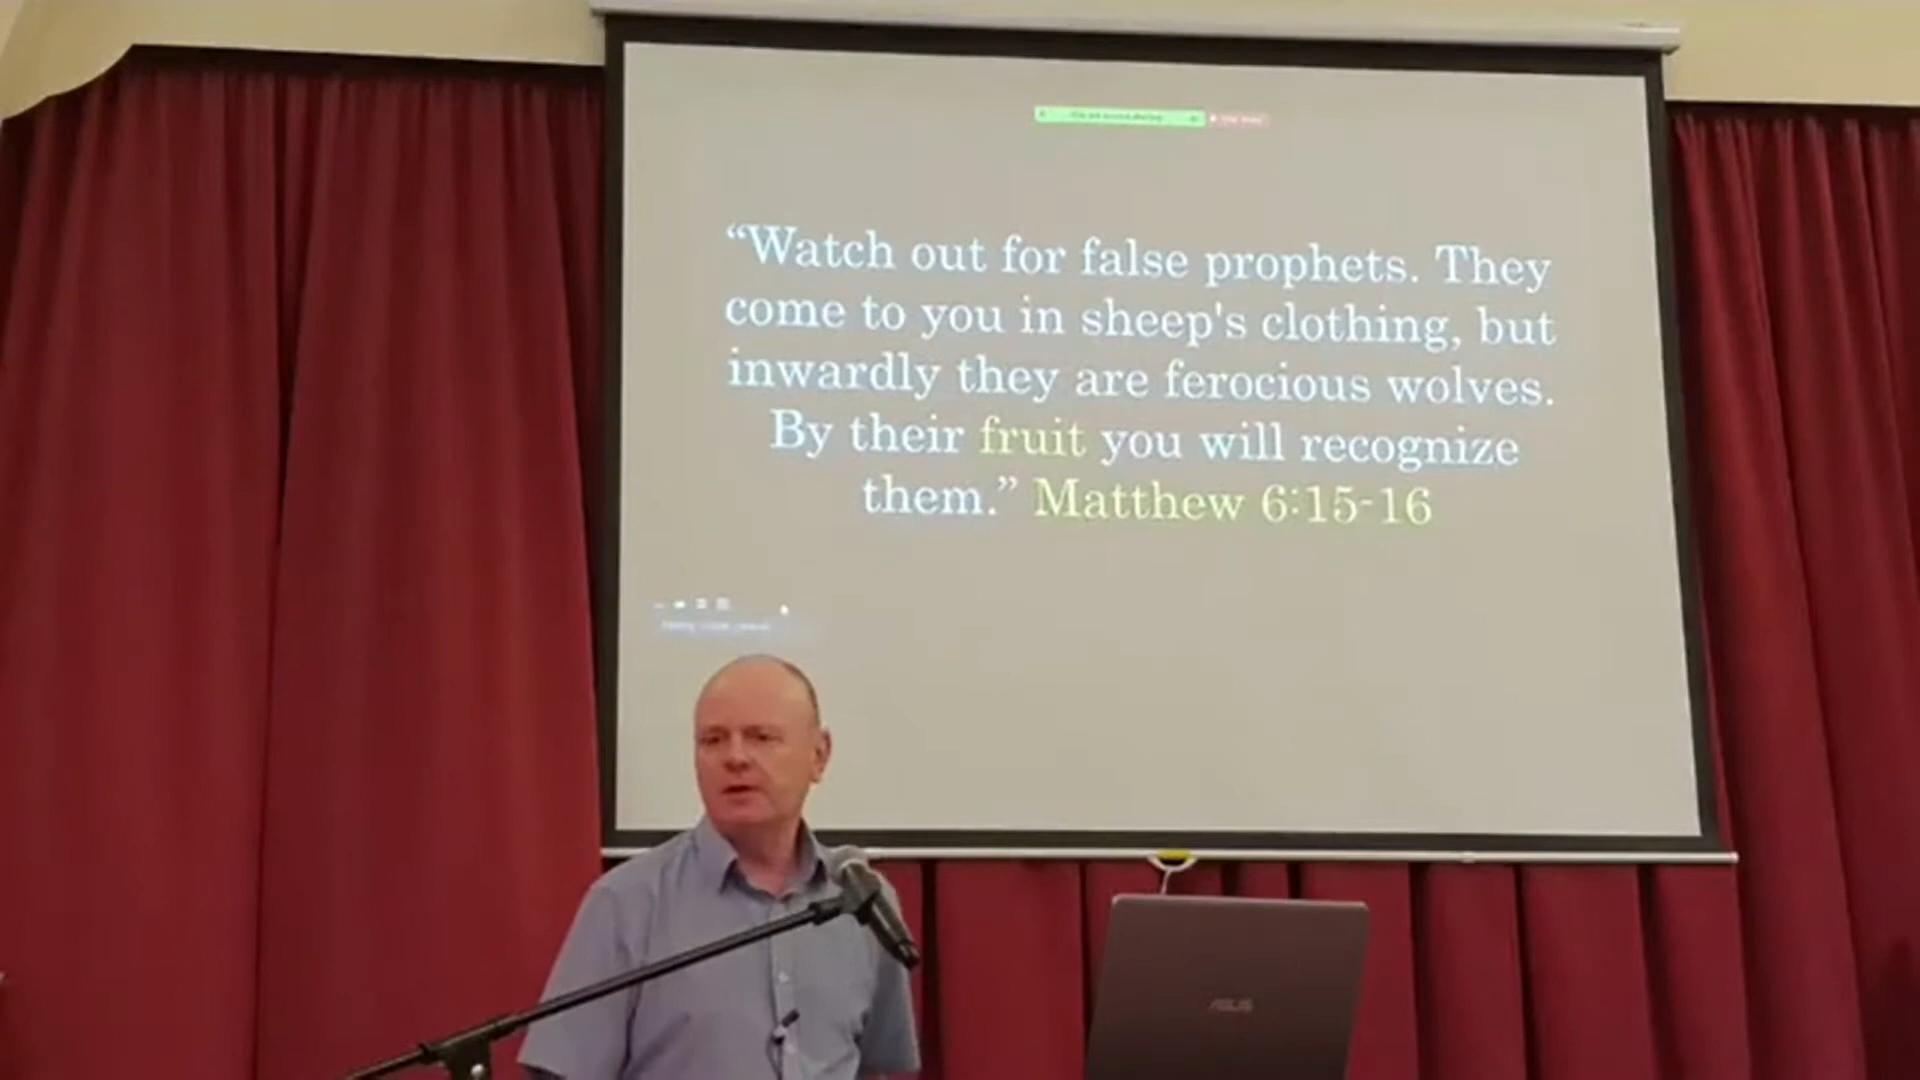 “Watch out for false prophets. They
come to you in sheep's clothing, but
inwardly they are ferocious wolves.
By their fruit you will recognize
them.” Matthew 6:15-16
ASUS